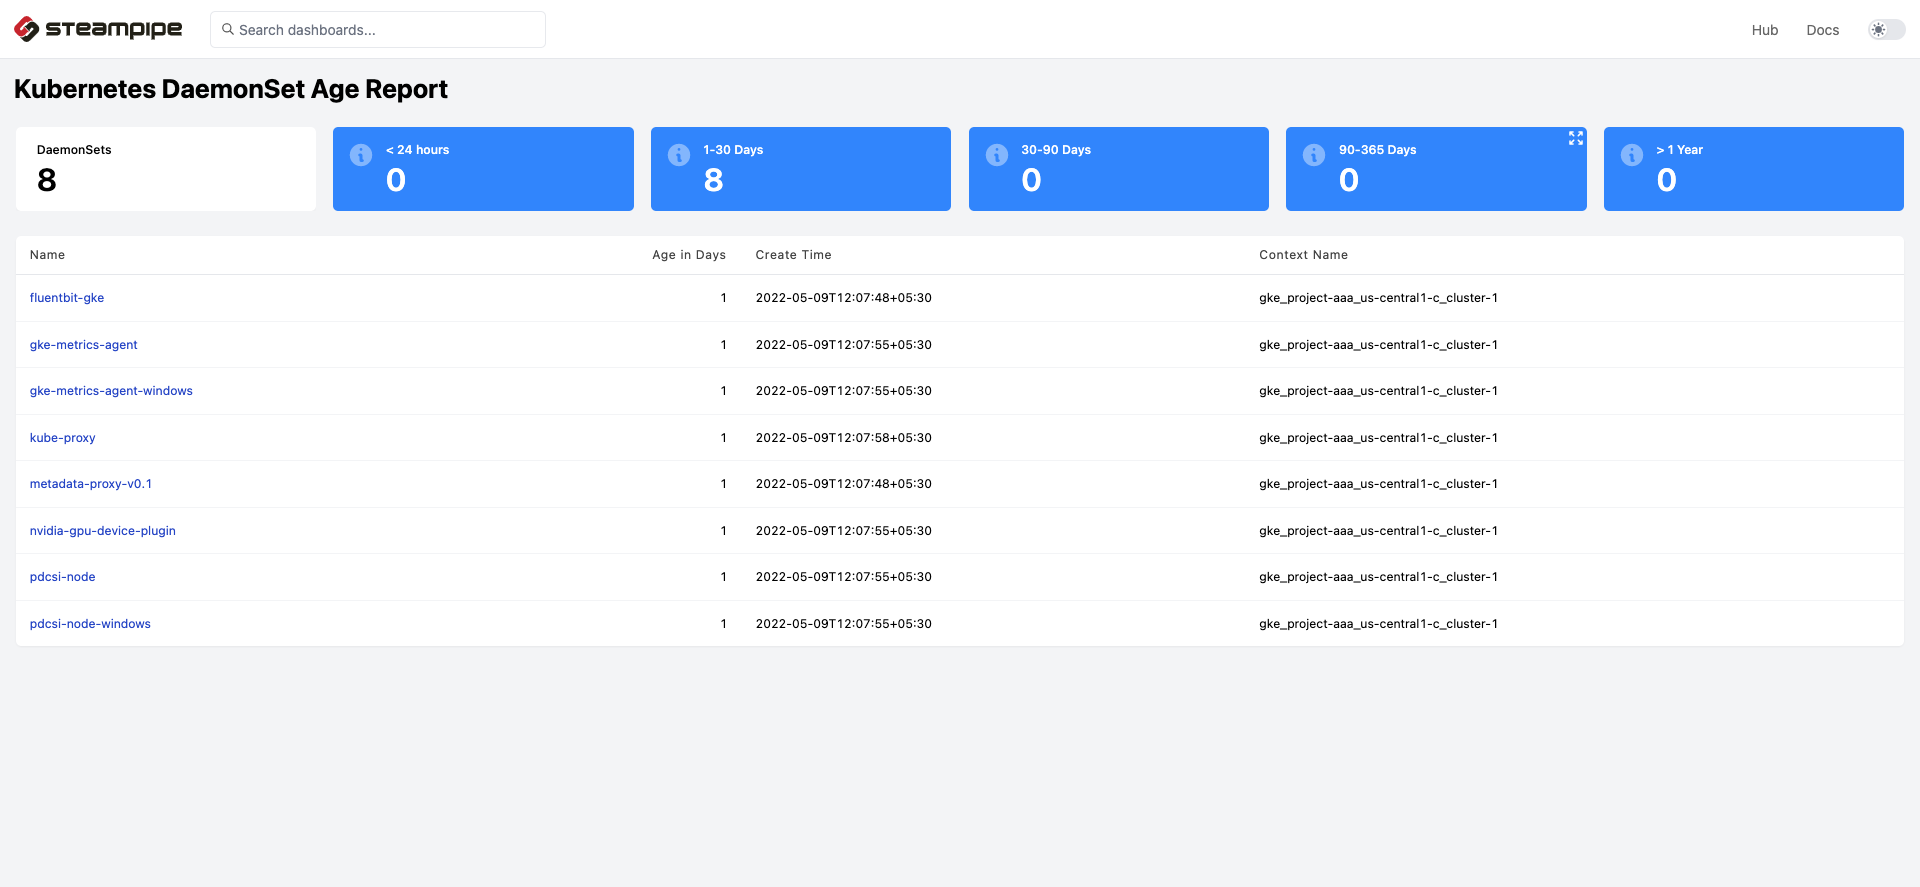 steampipe Search dashboards... Hub Docs
Kubernetes DaemonSet Age Report
DaemonSets < 24 hours 1-30 Days 30-90 Days 90-365 Days > 1 Year
8 0 8 0 0 0
Name Age in Days Create Time Context Name
fluentbit-gke 1 2022-05-09T12:07:48+05:30 gke_project-aaa_us-central1-c_cluster-1
gke-metrics-agent 1 2022-05-09T12:07:55+05:30 gke_project-aaa_us-central1-c_cluster-1
gke-metrics-agent-windows 1 2022-05-09T12:07:55+05:30 gke_project-aaa_us-central1-c_cluster-1
kube-proxy 1 2022-05-09T12:07:58+05:30 gke_project-aaa_us-central1-c_cluster-1
metadata-proxy-v0.1 1 2022-05-09T12:07:48+05:30 gke_project-aaa_us-central1-c_cluster-1
nvidia-gpu-device-plugin 1 2022-05-09T12:07:55+05:30 gke_project-aaa_us-central1-c_cluster-1
pdcsi-node 1 2022-05-09T12:07:55+05:30 gke_project-aaa_us-central1-c_cluster-1
pdcsi-node-windows 1 2022-05-09T12:07:55+05:30 gke_project-aaa_us-central1-c_cluster-1